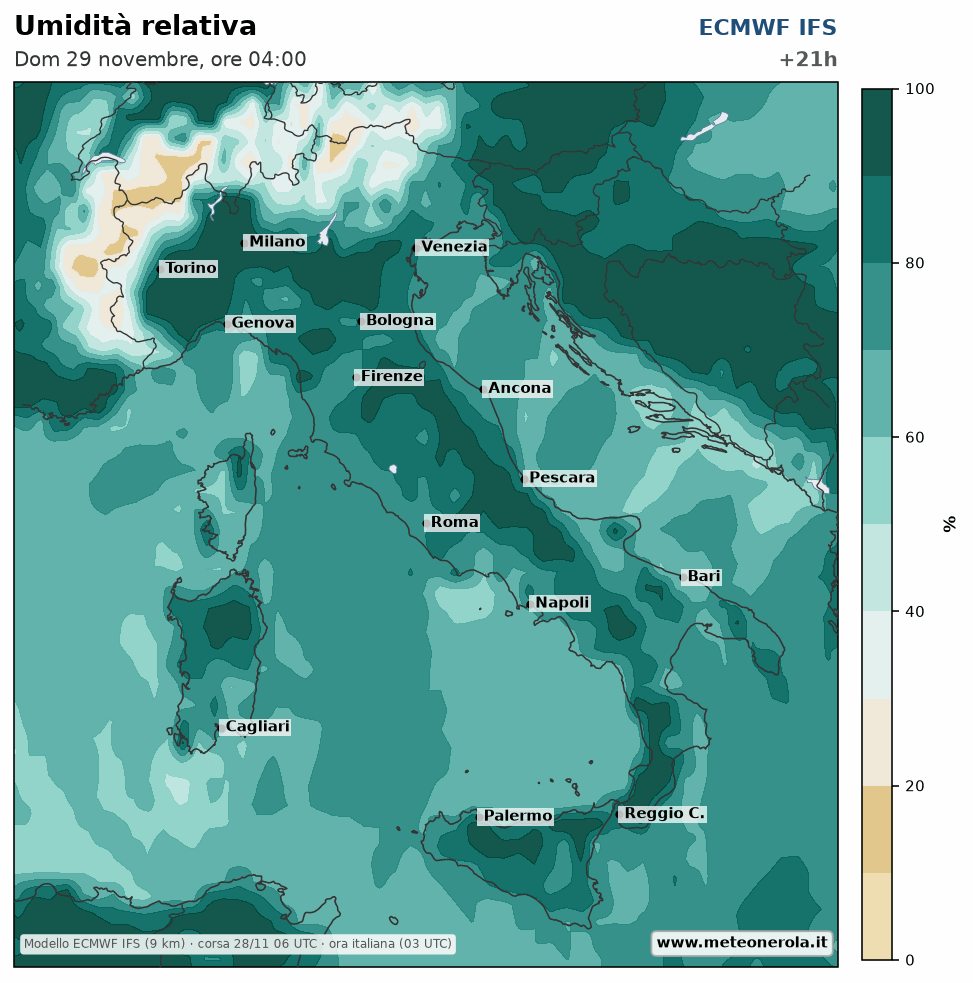 Umidità relativa
ECMWF IFS
Dom 29 novembre, ore 04:00
+21h
100
80
60
40
20
0
%
Milano
Venezia
Torino
Genova
Bologna
Firenze
Ancona
Pescara
Roma
Bari
Napoli
Cagliari
Palermo
Reggio C.
Modello ECMWF IFS (9 km) · corsa 28/11 06 UTC · ora italiana (03 UTC)
www.meteonerola.it